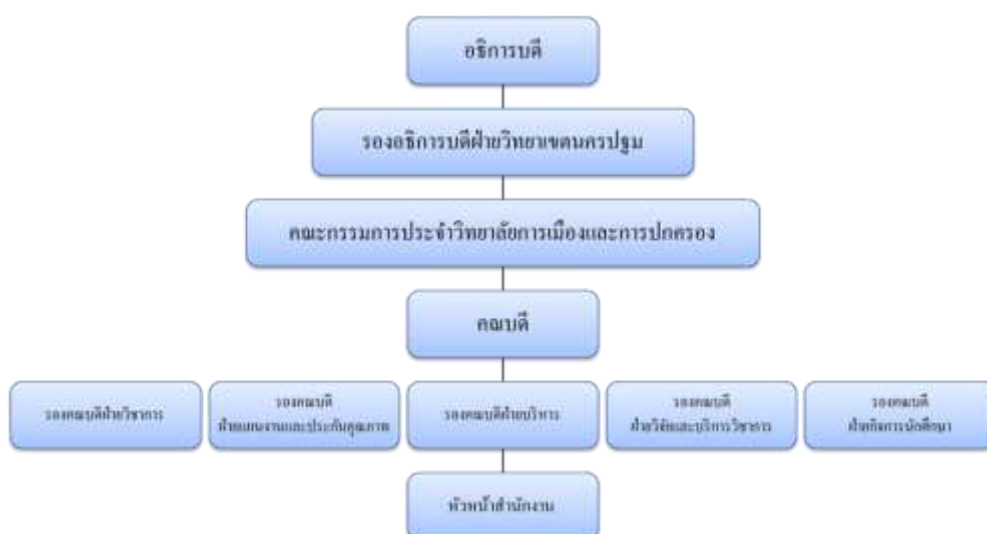 อธิการบดี
รองอธิการบดีฝ่ายวิทยาเขตนครปฐม
คณะกรรมการประจำวิทยาลัยการเมืองและการปกครอง
คณบดี
รองคณบดีฝ่ายวิชาการ
รองคณบดี
ฝ่ายแผนงานและประกันคุณภาพ
รองคณบดีฝ่ายบริหาร
รองคณบดี
ฝ่ายวิจัยและบริการวิชาการ
รองคณบดี
ฝ่ายกิจการนักศึกษา
หัวหน้าสำนักงาน